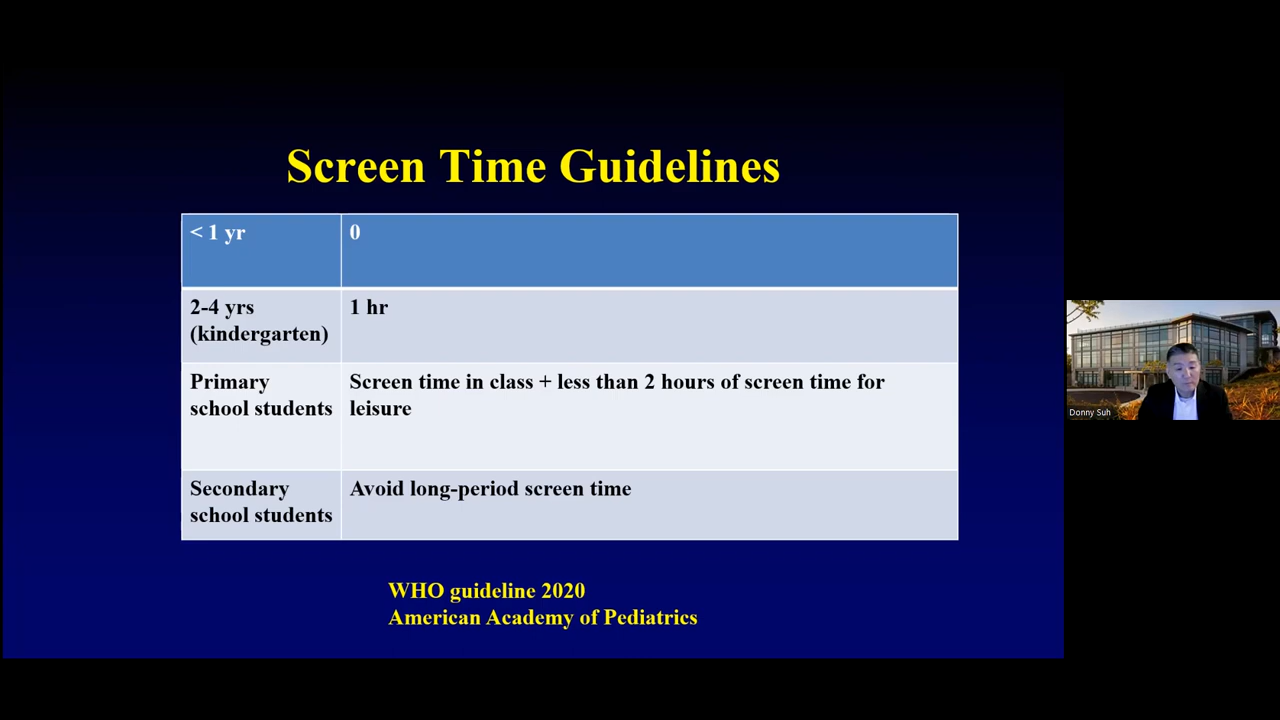 Screen Time Guidelines
< 1 yr
0
2-4 yrs
(kindergarten)
1 hr
Primary
school students
Screen time in class + less than 2 hours of screen time for
leisure
Secondary
school students
Avoid long-period screen time
WHO guideline 2020
American Academy of Pediatrics
Donny Suh